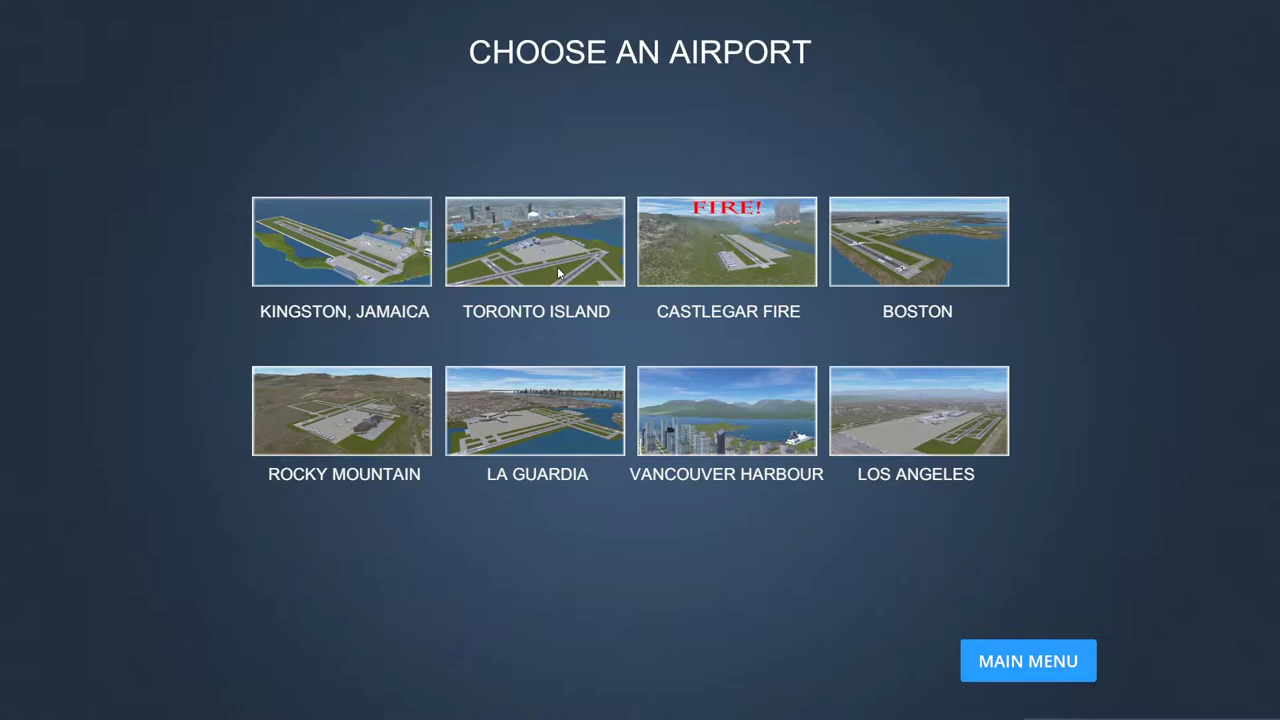 CHOOSE AN AIRPORT
FIRE!
KINGSTON, JAMAICA
TORONTO ISLAND
CASTLEGAR FIRE
BOSTON
ROCKY MOUNTAIN
LA GUARDIA
VANCOUVER HARBOUR
LOS ANGELES
MAIN MENU